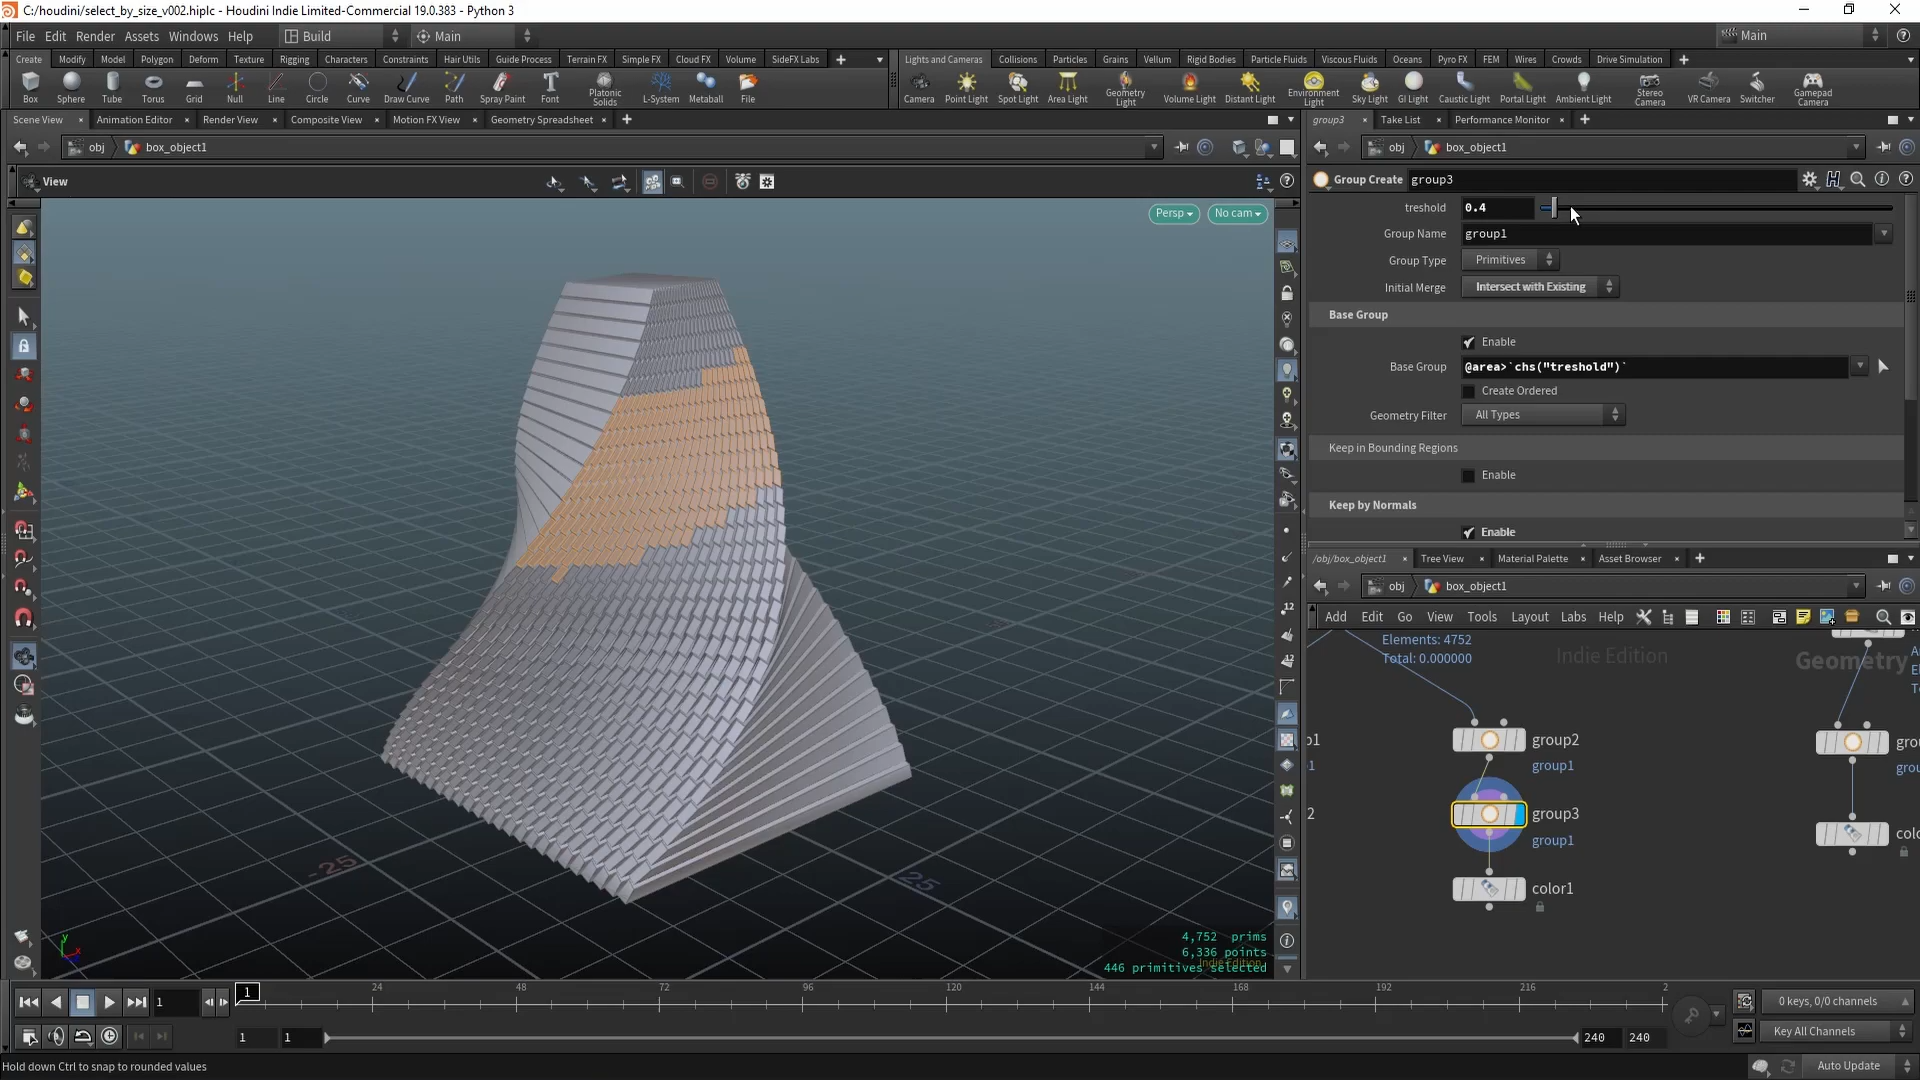 C:/houdini/select_by_size_v002.hiplc - Houdini Indie Limited-Commercial 19.0.383 - Python 3
File Edit Render Assets Windows Help Build Main Main
Create Modify Model Polygon Deform Texture Rigging Characters Constraints Hair Utils Guide Process Terrain FX Simple FX Cloud FX Volume SideFX Labs
Lights and Cameras Collisions Particles Grains Vellum Rigid Bodies Particle Fluids Viscous Fluids Oceans Pyro FX FEM Wires Crowds Drive Simulation
Box Sphere Tube Torus Grid Null Line Circle Curve Draw Curve Path Spray Paint Font Platonic Solids L-System Metaball File
Camera Point Light Spot Light Area Light Geometry Light Volume Light Distant Light Environment Light Sky Light GI Light Caustic Light Portal Light Ambient Light Stereo Camera VR Camera Switcher Gamepad Camera
Scene View Animation Editor Render View Composite View Motion FX View Geometry Spreadsheet
group3 Take List Performance Monitor
obj box_object1
obj box_object1
View
Persp No cam
Group Create group3
treshold 0.4
Group Name group1
Group Type Primitives
Initial Merge Intersect with Existing
Base Group
Enable
Base Group @area>`chs("treshold")`
Create Ordered
Geometry Filter All Types
Keep in Bounding Regions
Enable
Keep by Normals
Enable
/obj/box_object1 Tree View Material Palette Asset Browser
obj box_object1
Add Edit Go View Tools Layout Labs Help
Elements: 4752
Total: 0.000000
Indie Edition
Geometry
group2
group1
group3
group1
color1
-25
25
12
12
4,752 prims
6,336 points
Indie Edition
446 primitives selected
1
1 24 48 72 96 120 144 168 192 216 2
0 keys, 0/0 channels
1 1 240 240
Key All Channels
Hold down Ctrl to snap to rounded values
Auto Update